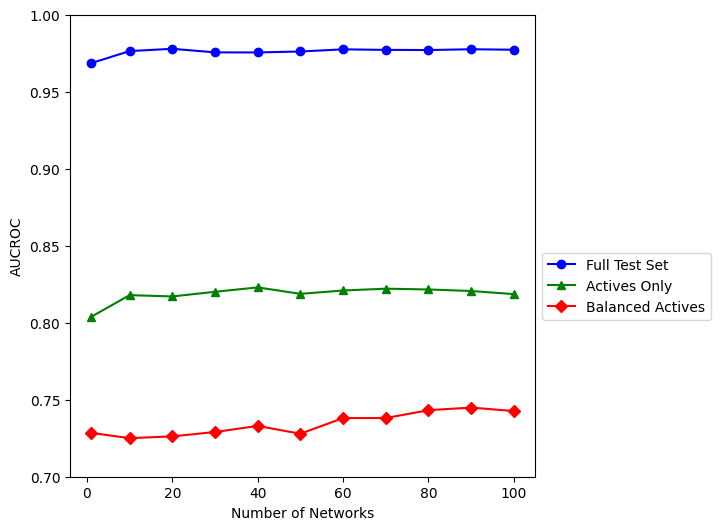 1.00
0.95
0.90
0.85
0.80
0.75
0.70
AUCROC
0
20
40
60
80
100
Number of Networks
Full Test Set
Actives Only
Balanced Actives